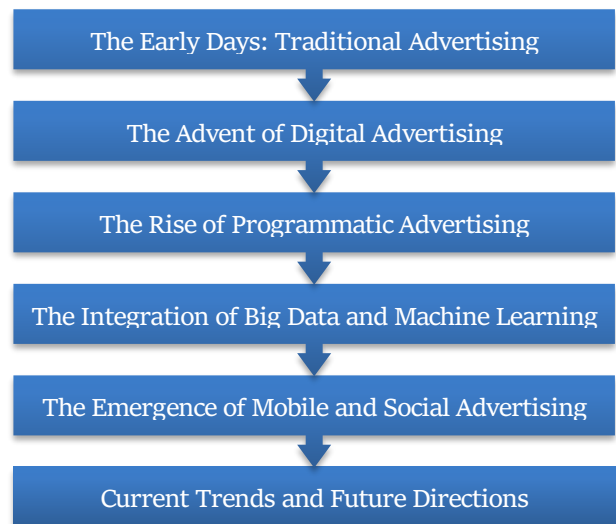 The Early Days: Traditional Advertising
The Advent of Digital Advertising
The Rise of Programmatic Advertising
The Integration of Big Data and Machine Learning
The Emergence of Mobile and Social Advertising
Current Trends and Future Directions